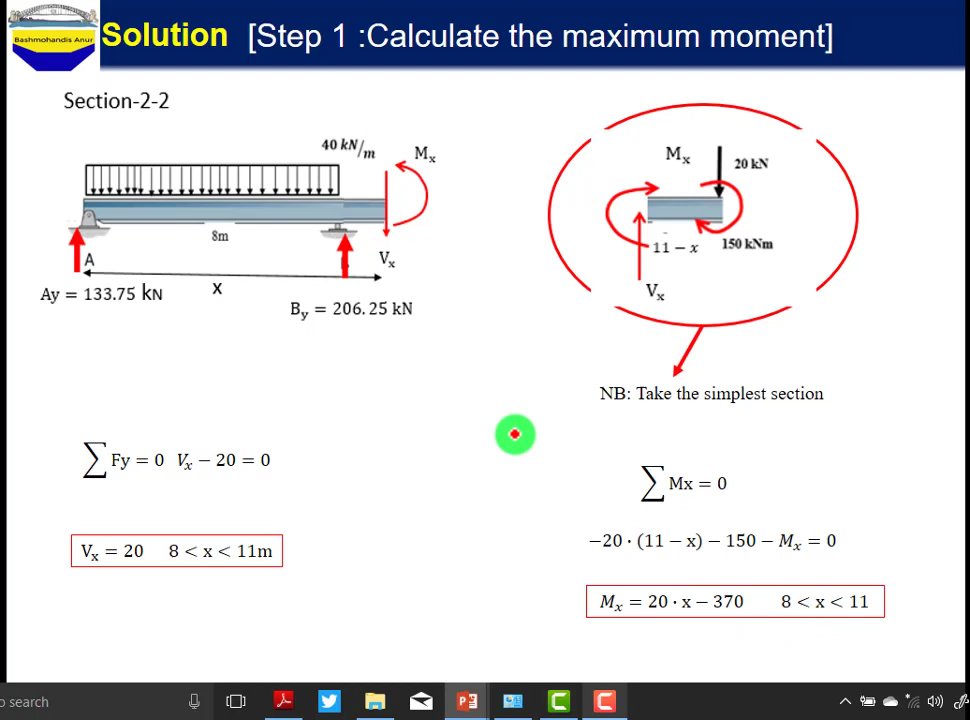 Bashmohandis Anur
Solution [Step 1 :Calculate the maximum moment]
Section-2-2
40 kN/m
Mx
8m
A
Vx
x
Ay = 133.75 kN
By = 206.25 kN
Mx
20 kN
11 − x
150 kNm
Vx
NB: Take the simplest section
∑ Fy = 0 Vx − 20 = 0
∑ Mx = 0
Vx = 20 8 < x < 11m
−20 · (11 − x) − 150 − Mx = 0
Mx = 20 · x − 370 8 < x < 11
o search